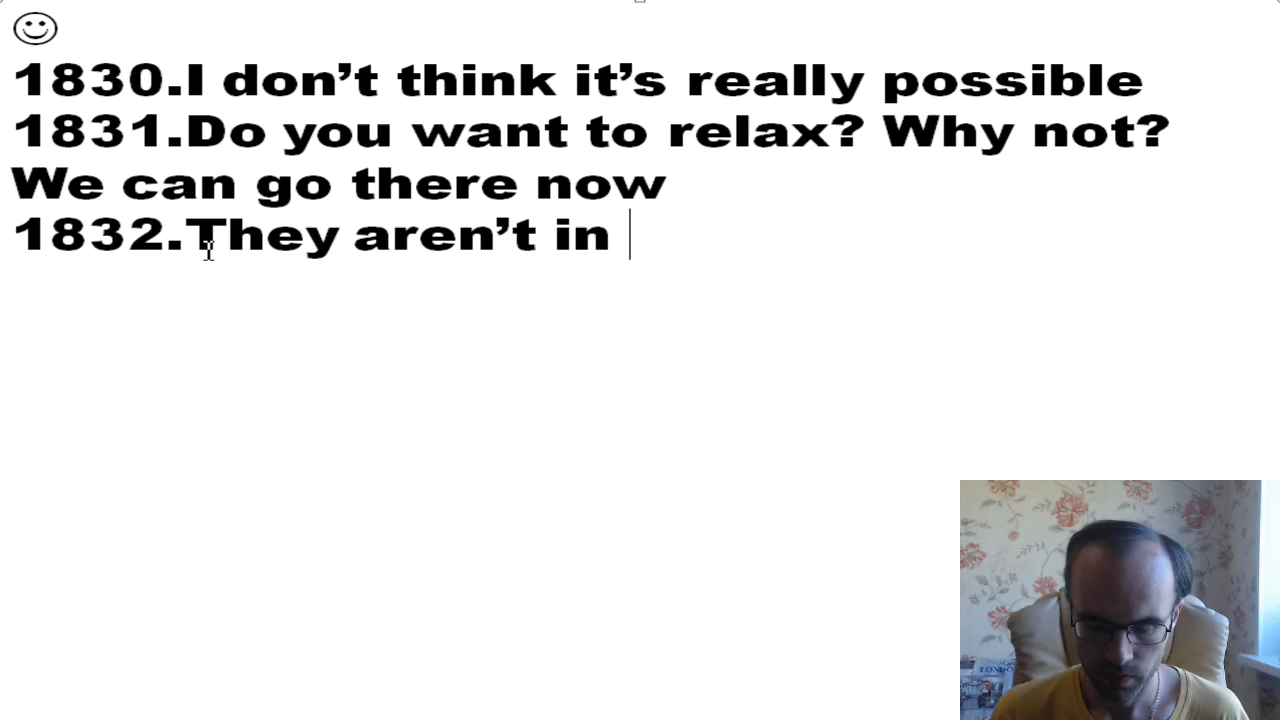 1830.I don’t think it’s really possible
1831.Do you want to relax? Why not?
We can go there now
1832.They aren’t in
LONDON